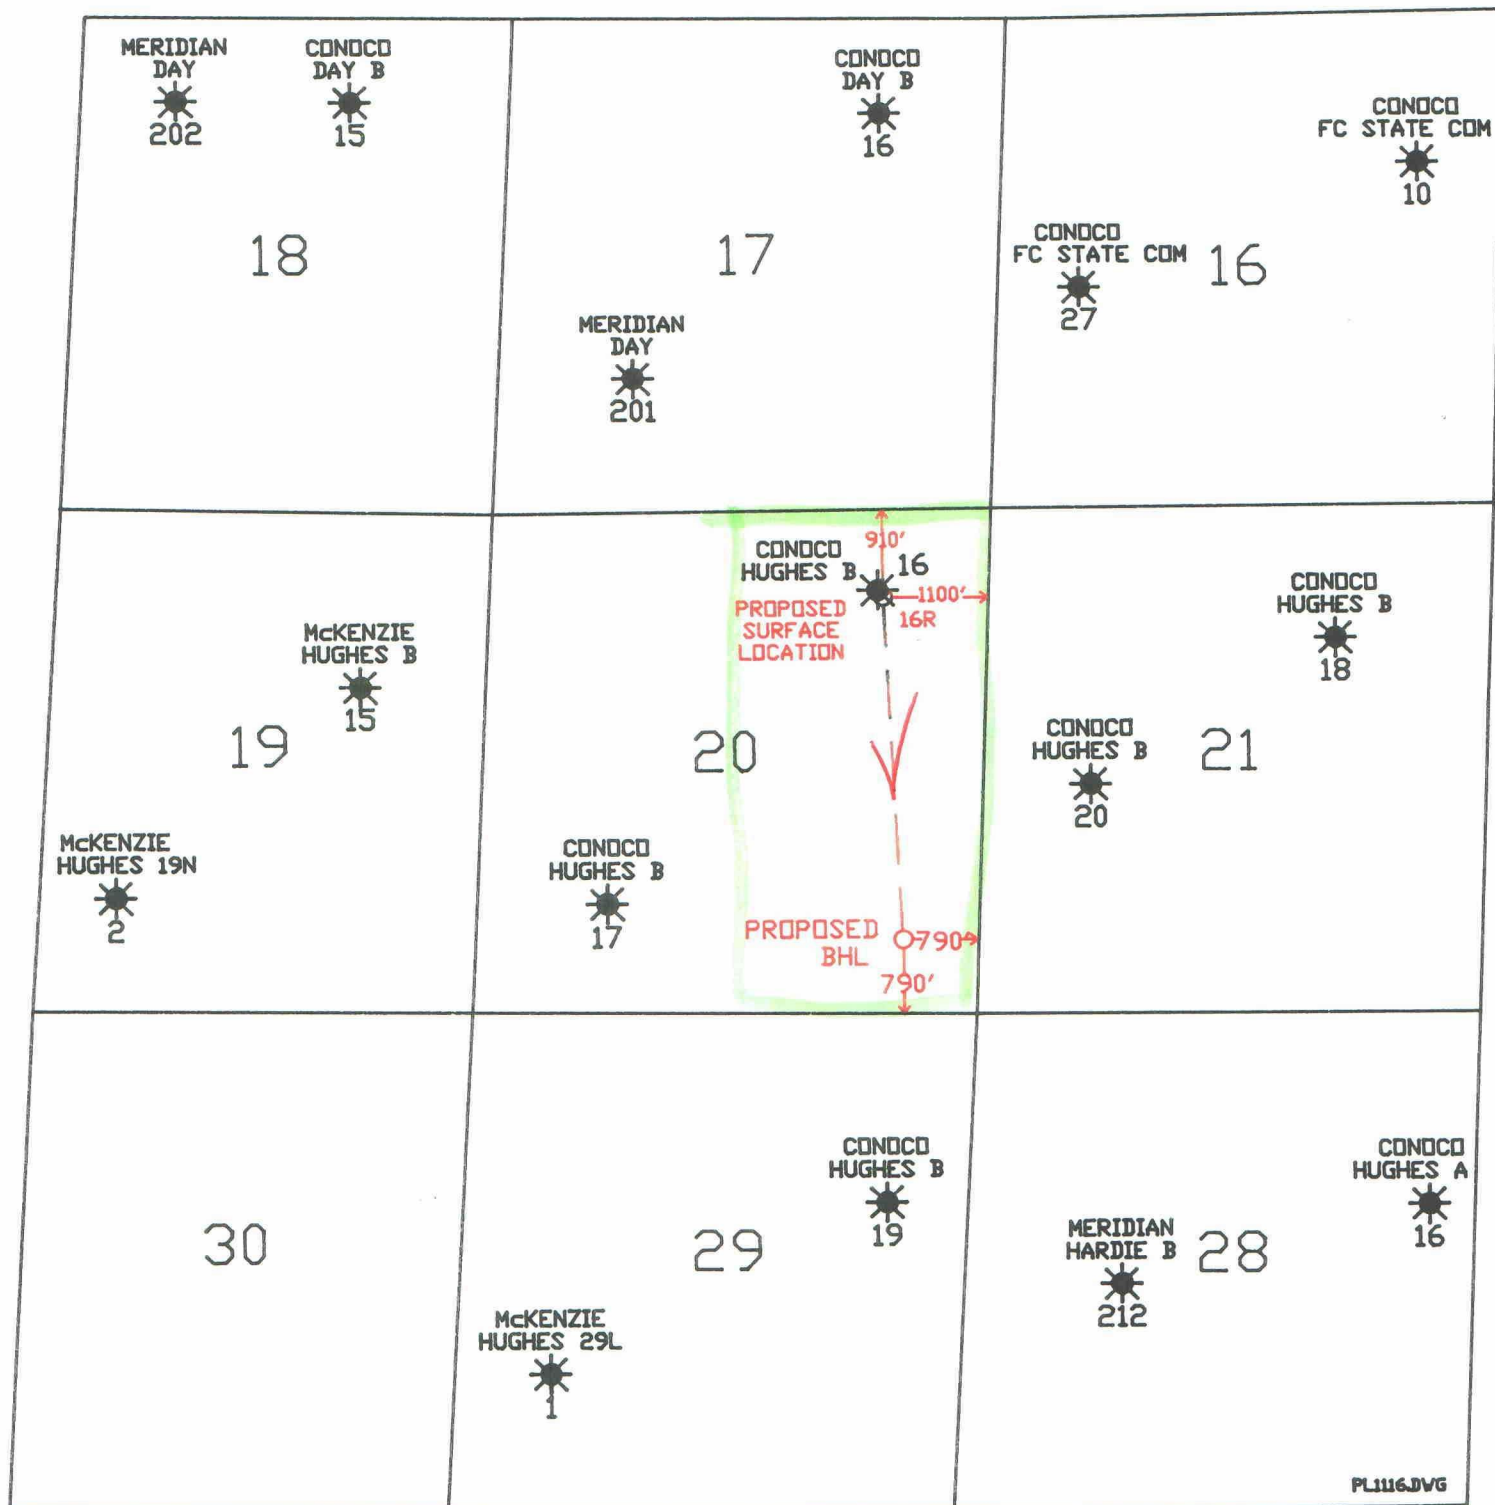 MERIDIAN
DAY
202
CONOCO
DAY B
15
18
CONOCO
DAY B
16
17
MERIDIAN
DAY
201
CONOCO
FC STATE COM
10
CONOCO
FC STATE COM
27
16
McKENZIE
HUGHES B
15
19
McKENZIE
HUGHES 19N
2
CONOCO
HUGHES B
16
910'
1100'
16R
PROPOSED
SURFACE
LOCATION
20
CONOCO
HUGHES B
17
PROPOSED
BHL
790'
790'
CONOCO
HUGHES B
18
CONOCO
HUGHES B
20
21
30
CONOCO
HUGHES B
19
29
McKENZIE
HUGHES 29L
1
CONOCO
HUGHES A
16
MERIDIAN
HARDIE B
212
28
PL1116.DWG